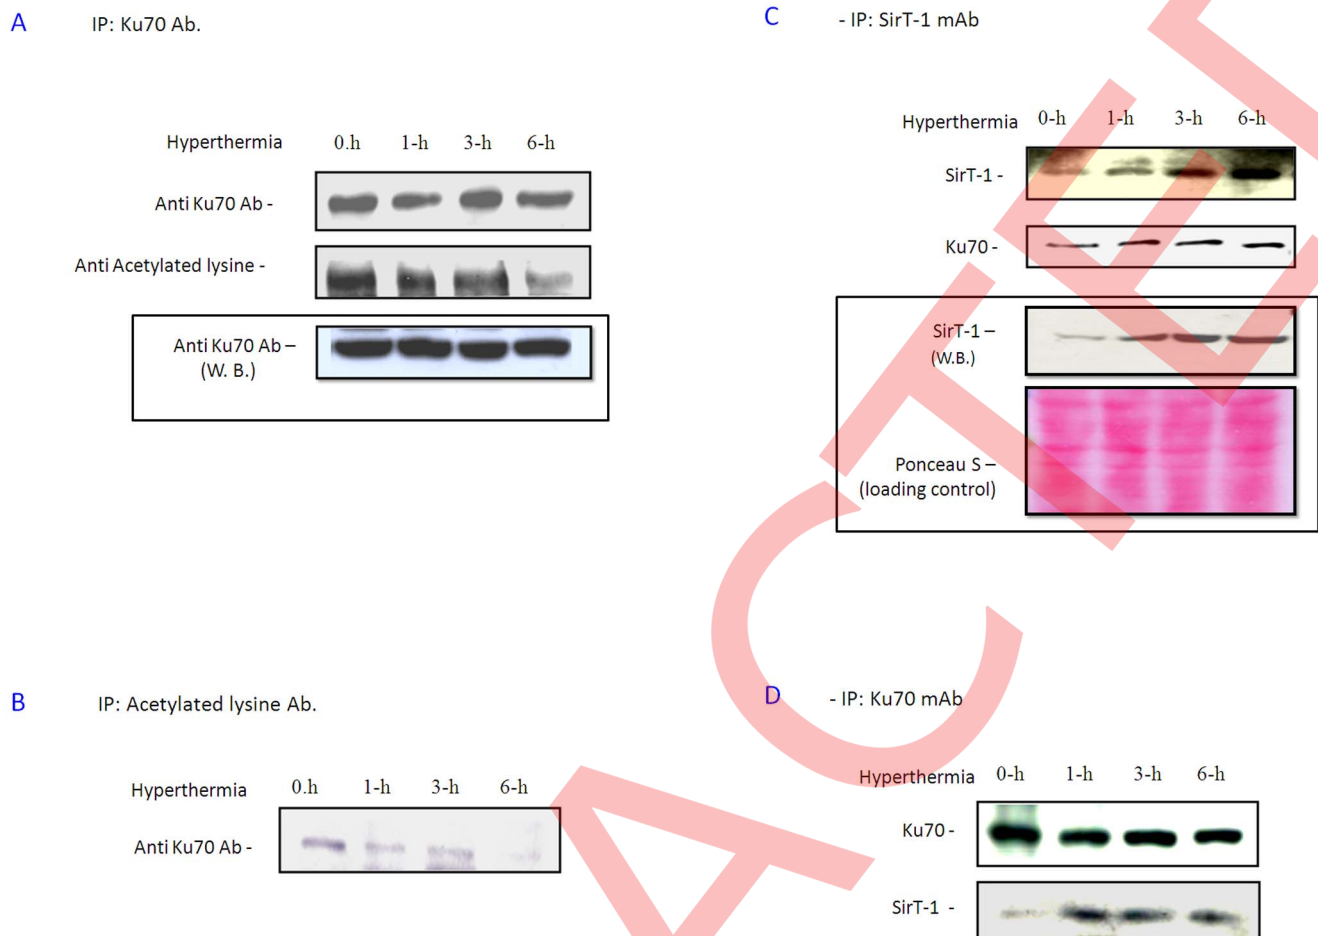 A
IP: Ku70 Ab.
Hyperthermia 0.h 1-h 3-h 6-h
Anti Ku70 Ab -
Anti Acetylated lysine -
Anti Ku70 Ab –
(W. B.)
B
IP: Acetylated lysine Ab.
Hyperthermia 0.h 1-h 3-h 6-h
Anti Ku70 Ab -
C
- IP: SirT-1 mAb
Hyperthermia 0-h 1-h 3-h 6-h
SirT-1 -
Ku70 -
SirT-1 –
(W.B.)
Ponceau S –
(loading control)
D
- IP: Ku70 mAb
Hyperthermia 0-h 1-h 3-h 6-h
Ku70 -
SirT-1 -